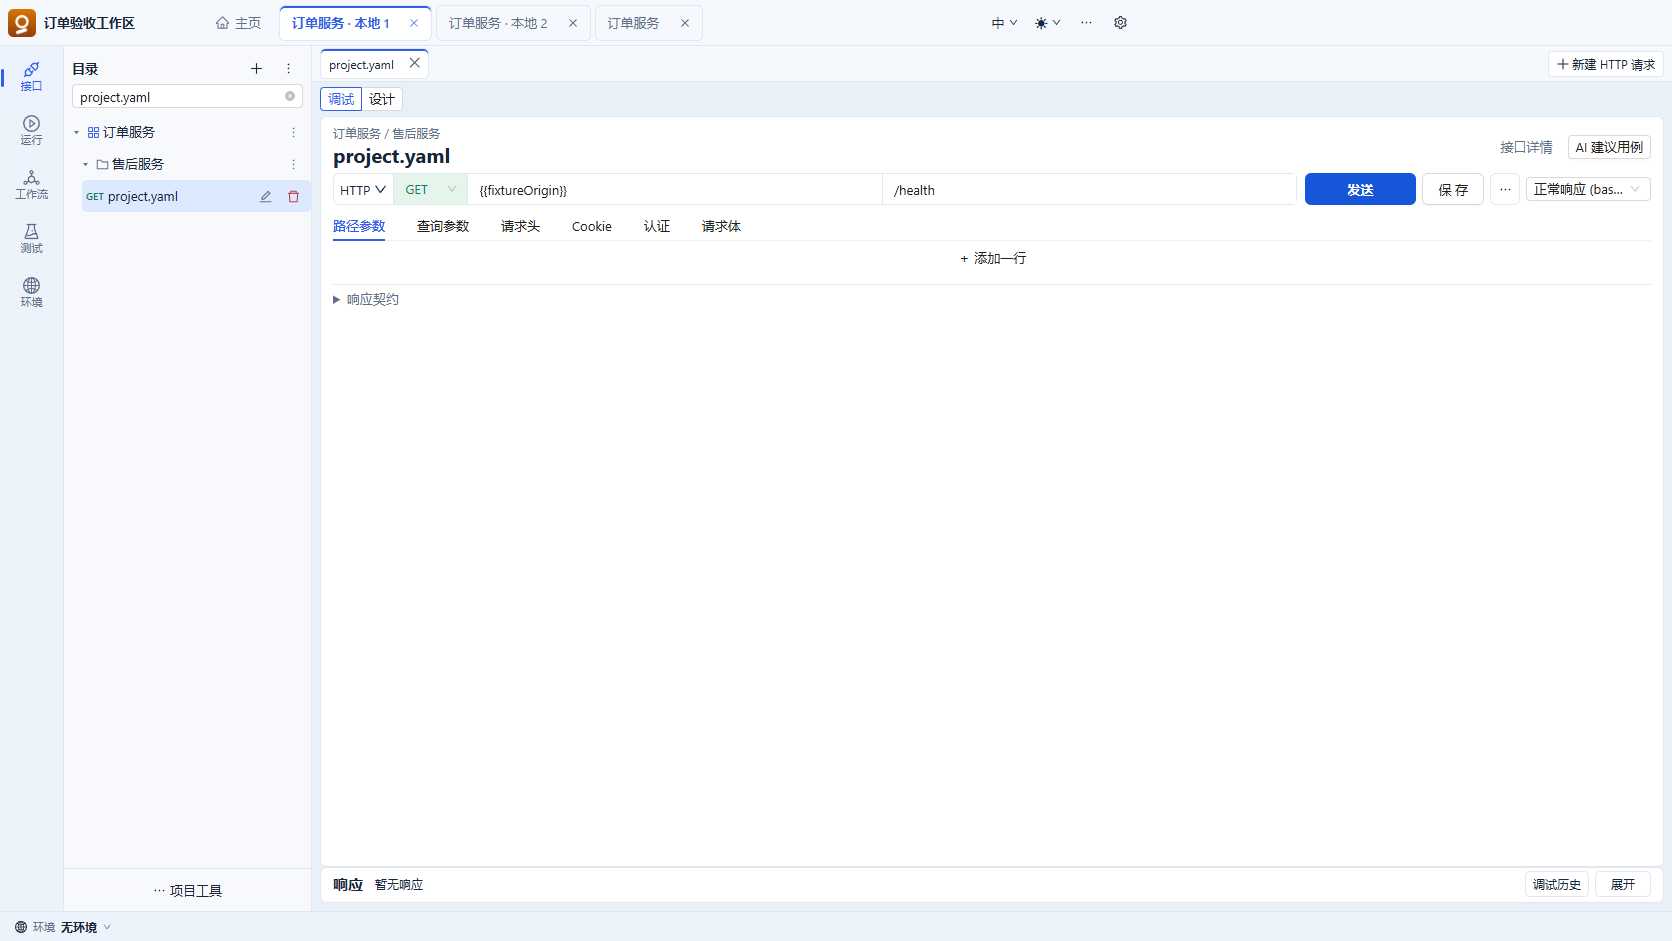 订单验收工作区
主页
订单服务 · 本地 1
订单服务 · 本地 2
订单服务
中
接口
运行
工作流
测试
环境
目录
project.yaml
订单服务
售后服务
GET project.yaml
··· 项目工具
project.yaml
新建 HTTP 请求
调试
设计
订单服务 / 售后服务
project.yaml
接口详情
AI 建议用例
HTTP
GET
{{fixtureOrigin}}
/health
发送
保 存
···
正常响应 (bas...
路径参数
查询参数
请求头
Cookie
认证
请求体
+ 添加一行
响应契约
响应
暂无响应
调试历史
展开
环境 无环境